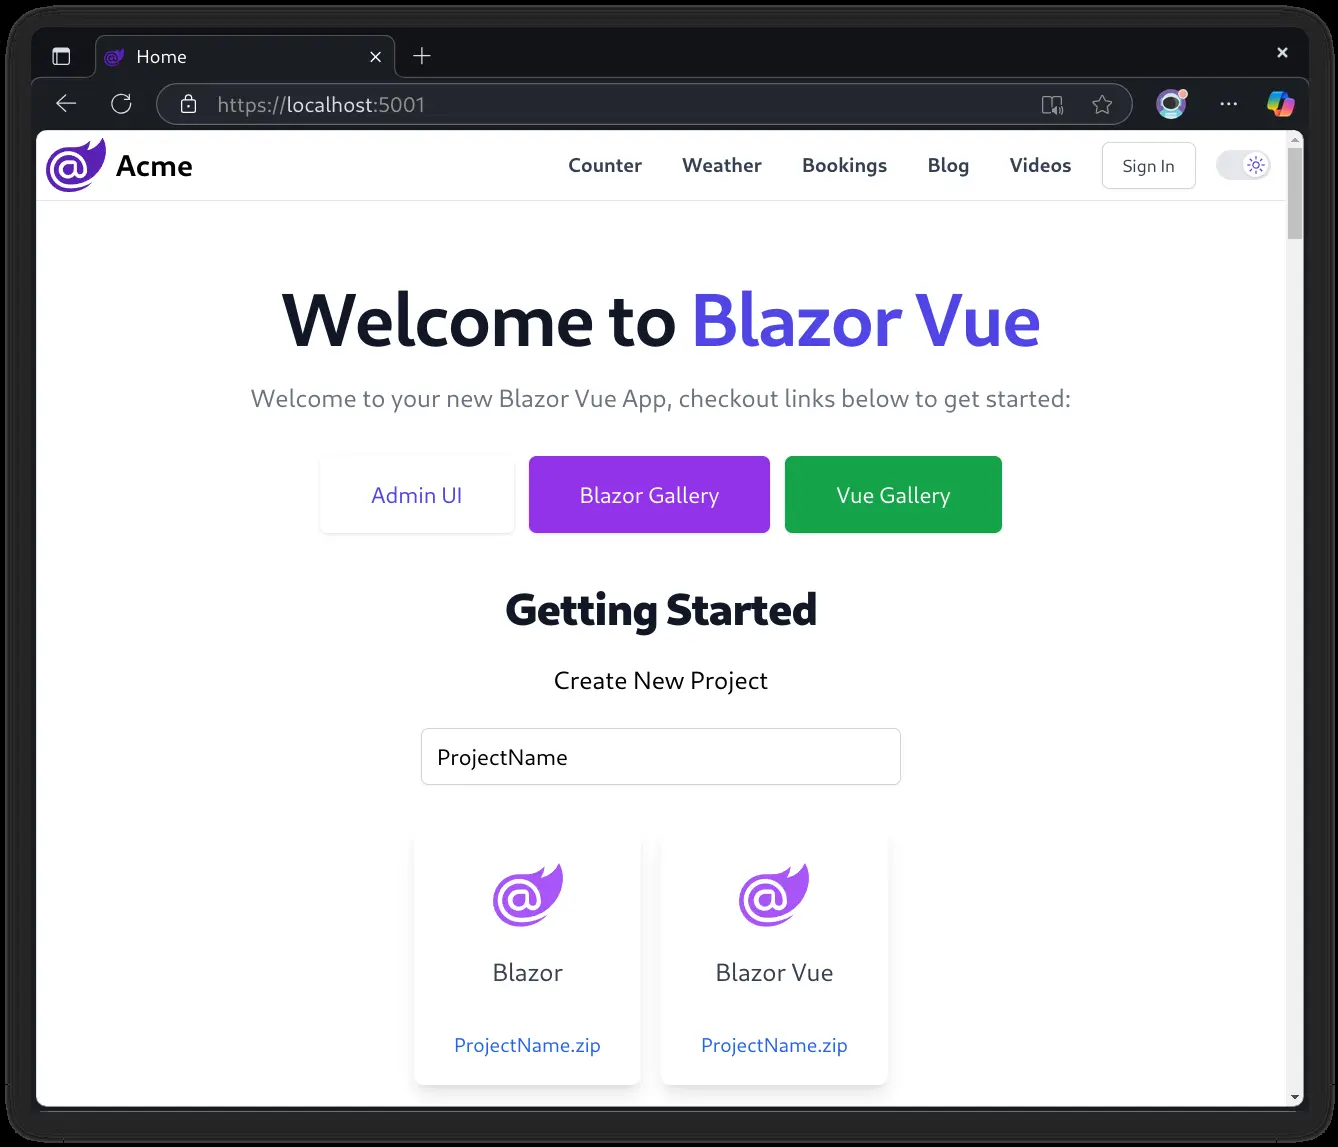 Home
https://localhost:5001
Acme
Counter Weather Bookings Blog Videos Sign In
Welcome to Blazor Vue
Welcome to your new Blazor Vue App, checkout links below to get started:
Admin UI Blazor Gallery Vue Gallery
Getting Started
Create New Project
ProjectName
Blazor Blazor Vue
ProjectName.zip ProjectName.zip